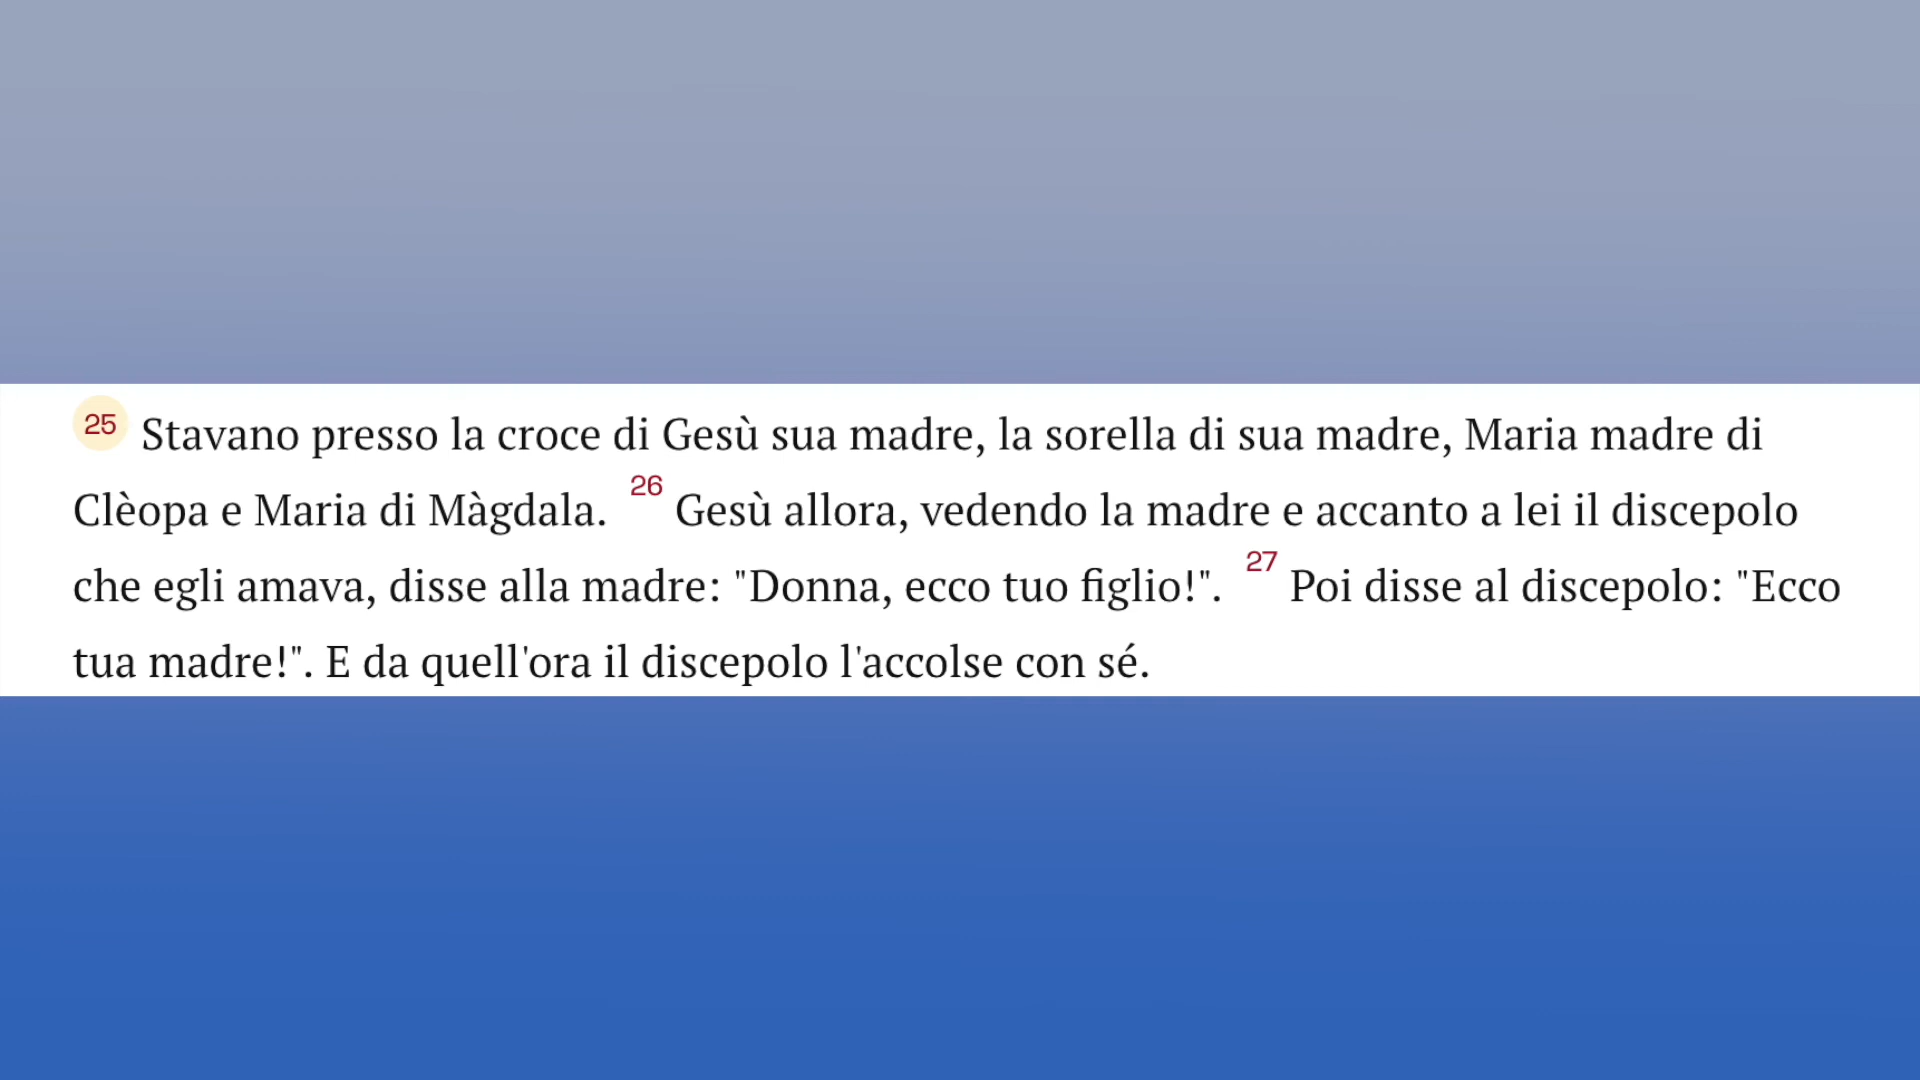 25 Stavano presso la croce di Gesù sua madre, la sorella di sua madre, Maria madre di
Clèopa e Maria di Màgdala. 26 Gesù allora, vedendo la madre e accanto a lei il discepolo
che egli amava, disse alla madre: "Donna, ecco tuo figlio!". 27 Poi disse al discepolo: "Ecco
tua madre!". E da quell'ora il discepolo l'accolse con sé.